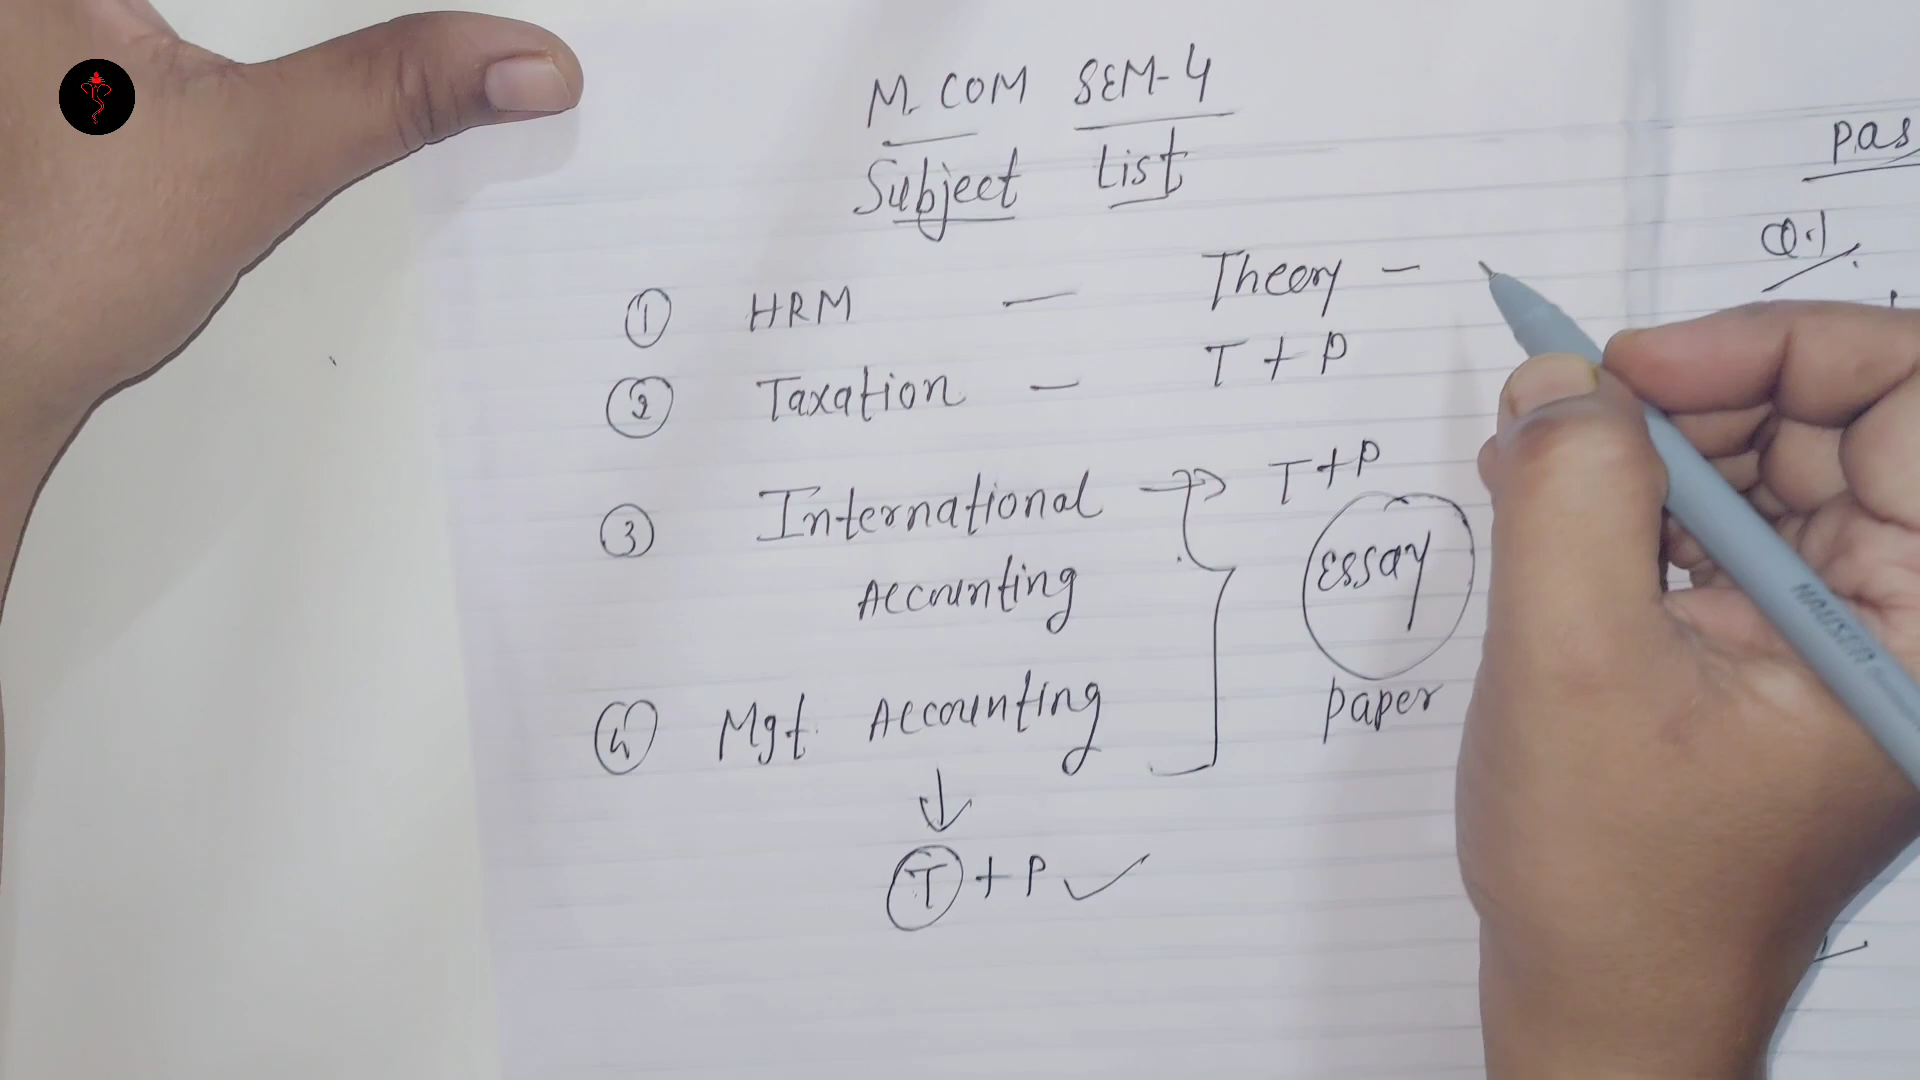 M. COM SEM-4
Subject List
① HRM — Theory —
② Taxation — T + P
③ International → T+P
Accounting
essay
④ Mgt. Accounting
paper
↓
T + P ✓
pas
Q.1
HAUSER